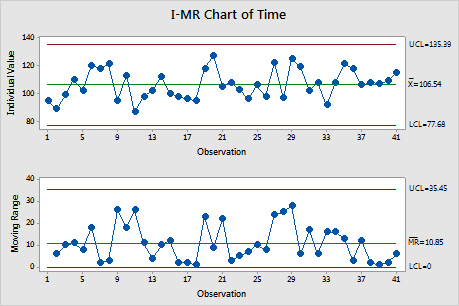 I-MR Chart of Time
140
120
100
80
Individual Value
UCL=135.39
X=106.54
LCL=77.68
1 5 9 13 17 21 25 29 33 37 41
Observation
40
30
20
10
0
Moving Range
UCL=35.45
MR=10.85
LCL=0
1 5 9 13 17 21 25 29 33 37 41
Observation